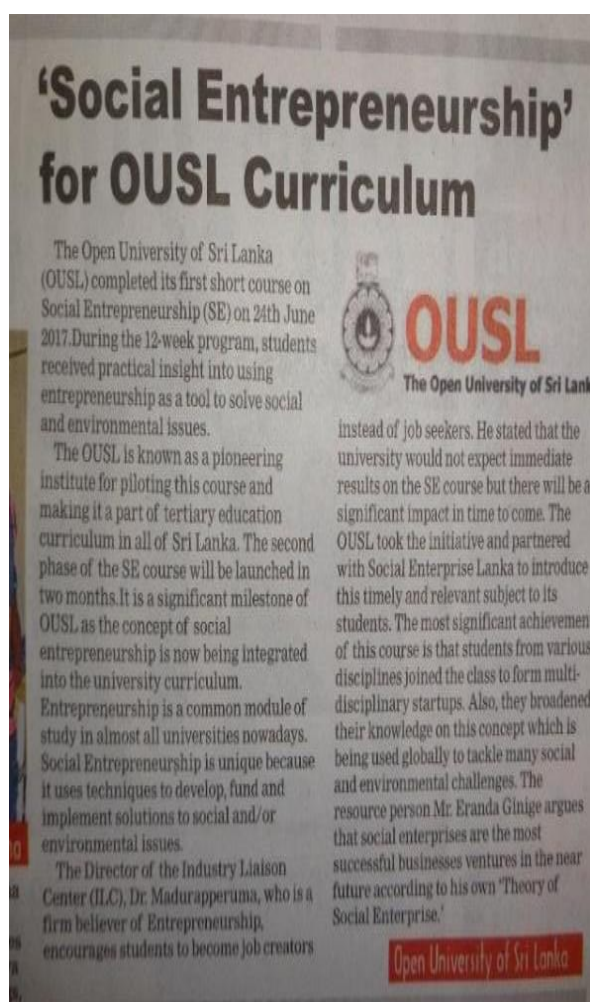 ‘Social Entrepreneurship’
for OUSL Curriculum
The Open University of Sri Lanka
(OUSL) completed its first short course on
Social Entrepreneurship (SE) on 24th June
2017.During the 12-week program, students
received practical insight into using
entrepreneurship as a tool to solve social
and environmental issues.
The OUSL is known as a pioneering
institute for piloting this course and
making it a part of tertiary education
curriculum in all of Sri Lanka. The second
phase of the SE course will be launched in
two months.It is a significant milestone of
OUSL as the concept of social
entrepreneurship is now being integrated
into the university curriculum.
Entrepreneurship is a common module of
study in almost all universities nowadays.
Social Entrepreneurship is unique because
it uses techniques to develop, fund and
implement solutions to social and/or
environmental issues.
The Director of the Industry Liaison
Center (ILC), Dr. Madurapperuma, who is a
firm believer of Entrepreneurship,
encourages students to become job creators
OUSL
The Open University of Sri Lank
instead of job seekers. He stated that the
university would not expect immediate
results on the SE course but there will be a
significant impact in time to come. The
OUSL took the initiative and partnered
with Social Enterprise Lanka to introduce
this timely and relevant subject to its
students. The most significant achievemen
of this course is that students from various
disciplines joined the class to form multi-
disciplinary startups. Also, they broadened
their knowledge on this concept which is
being used globally to tackle many social
and environmental challenges. The
resource person Mr. Eranda Ginige argues
that social enterprises are the most
successful businesses ventures in the near
future according to his own ‘Theory of
Social Enterprise.’
Open University of Sri Lanka